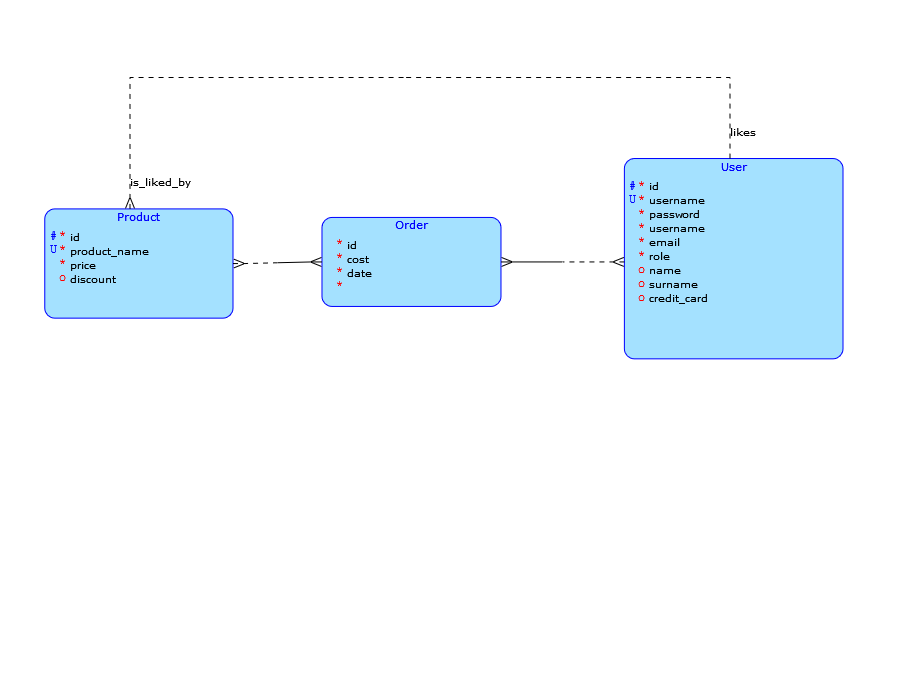 likes
is_liked_by
Product
# * id
U * product_name
* price
o discount
Order
* id
* cost
* date
*
User
# * id
U * username
* password
* username
* email
* role
o name
o surname
o credit_card